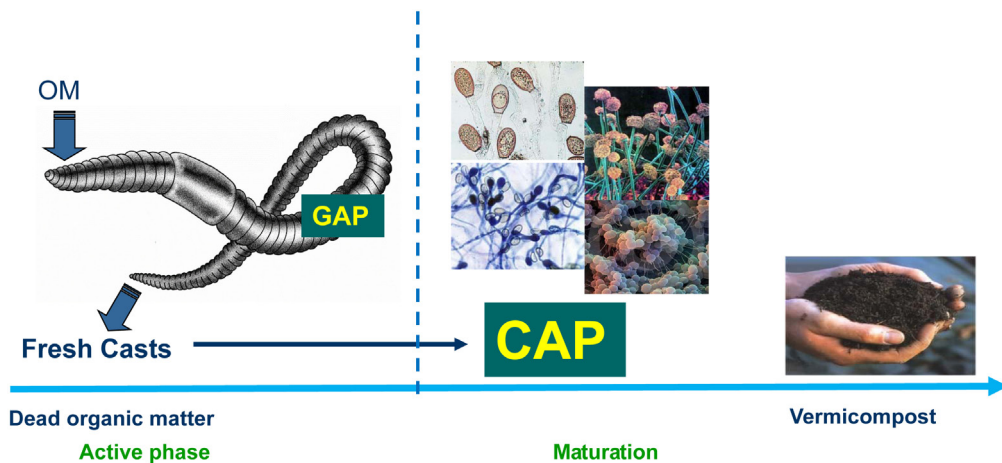 OM
GAP
Fresh Casts
CAP
Dead organic matter
Vermicompost
Active phase
Maturation